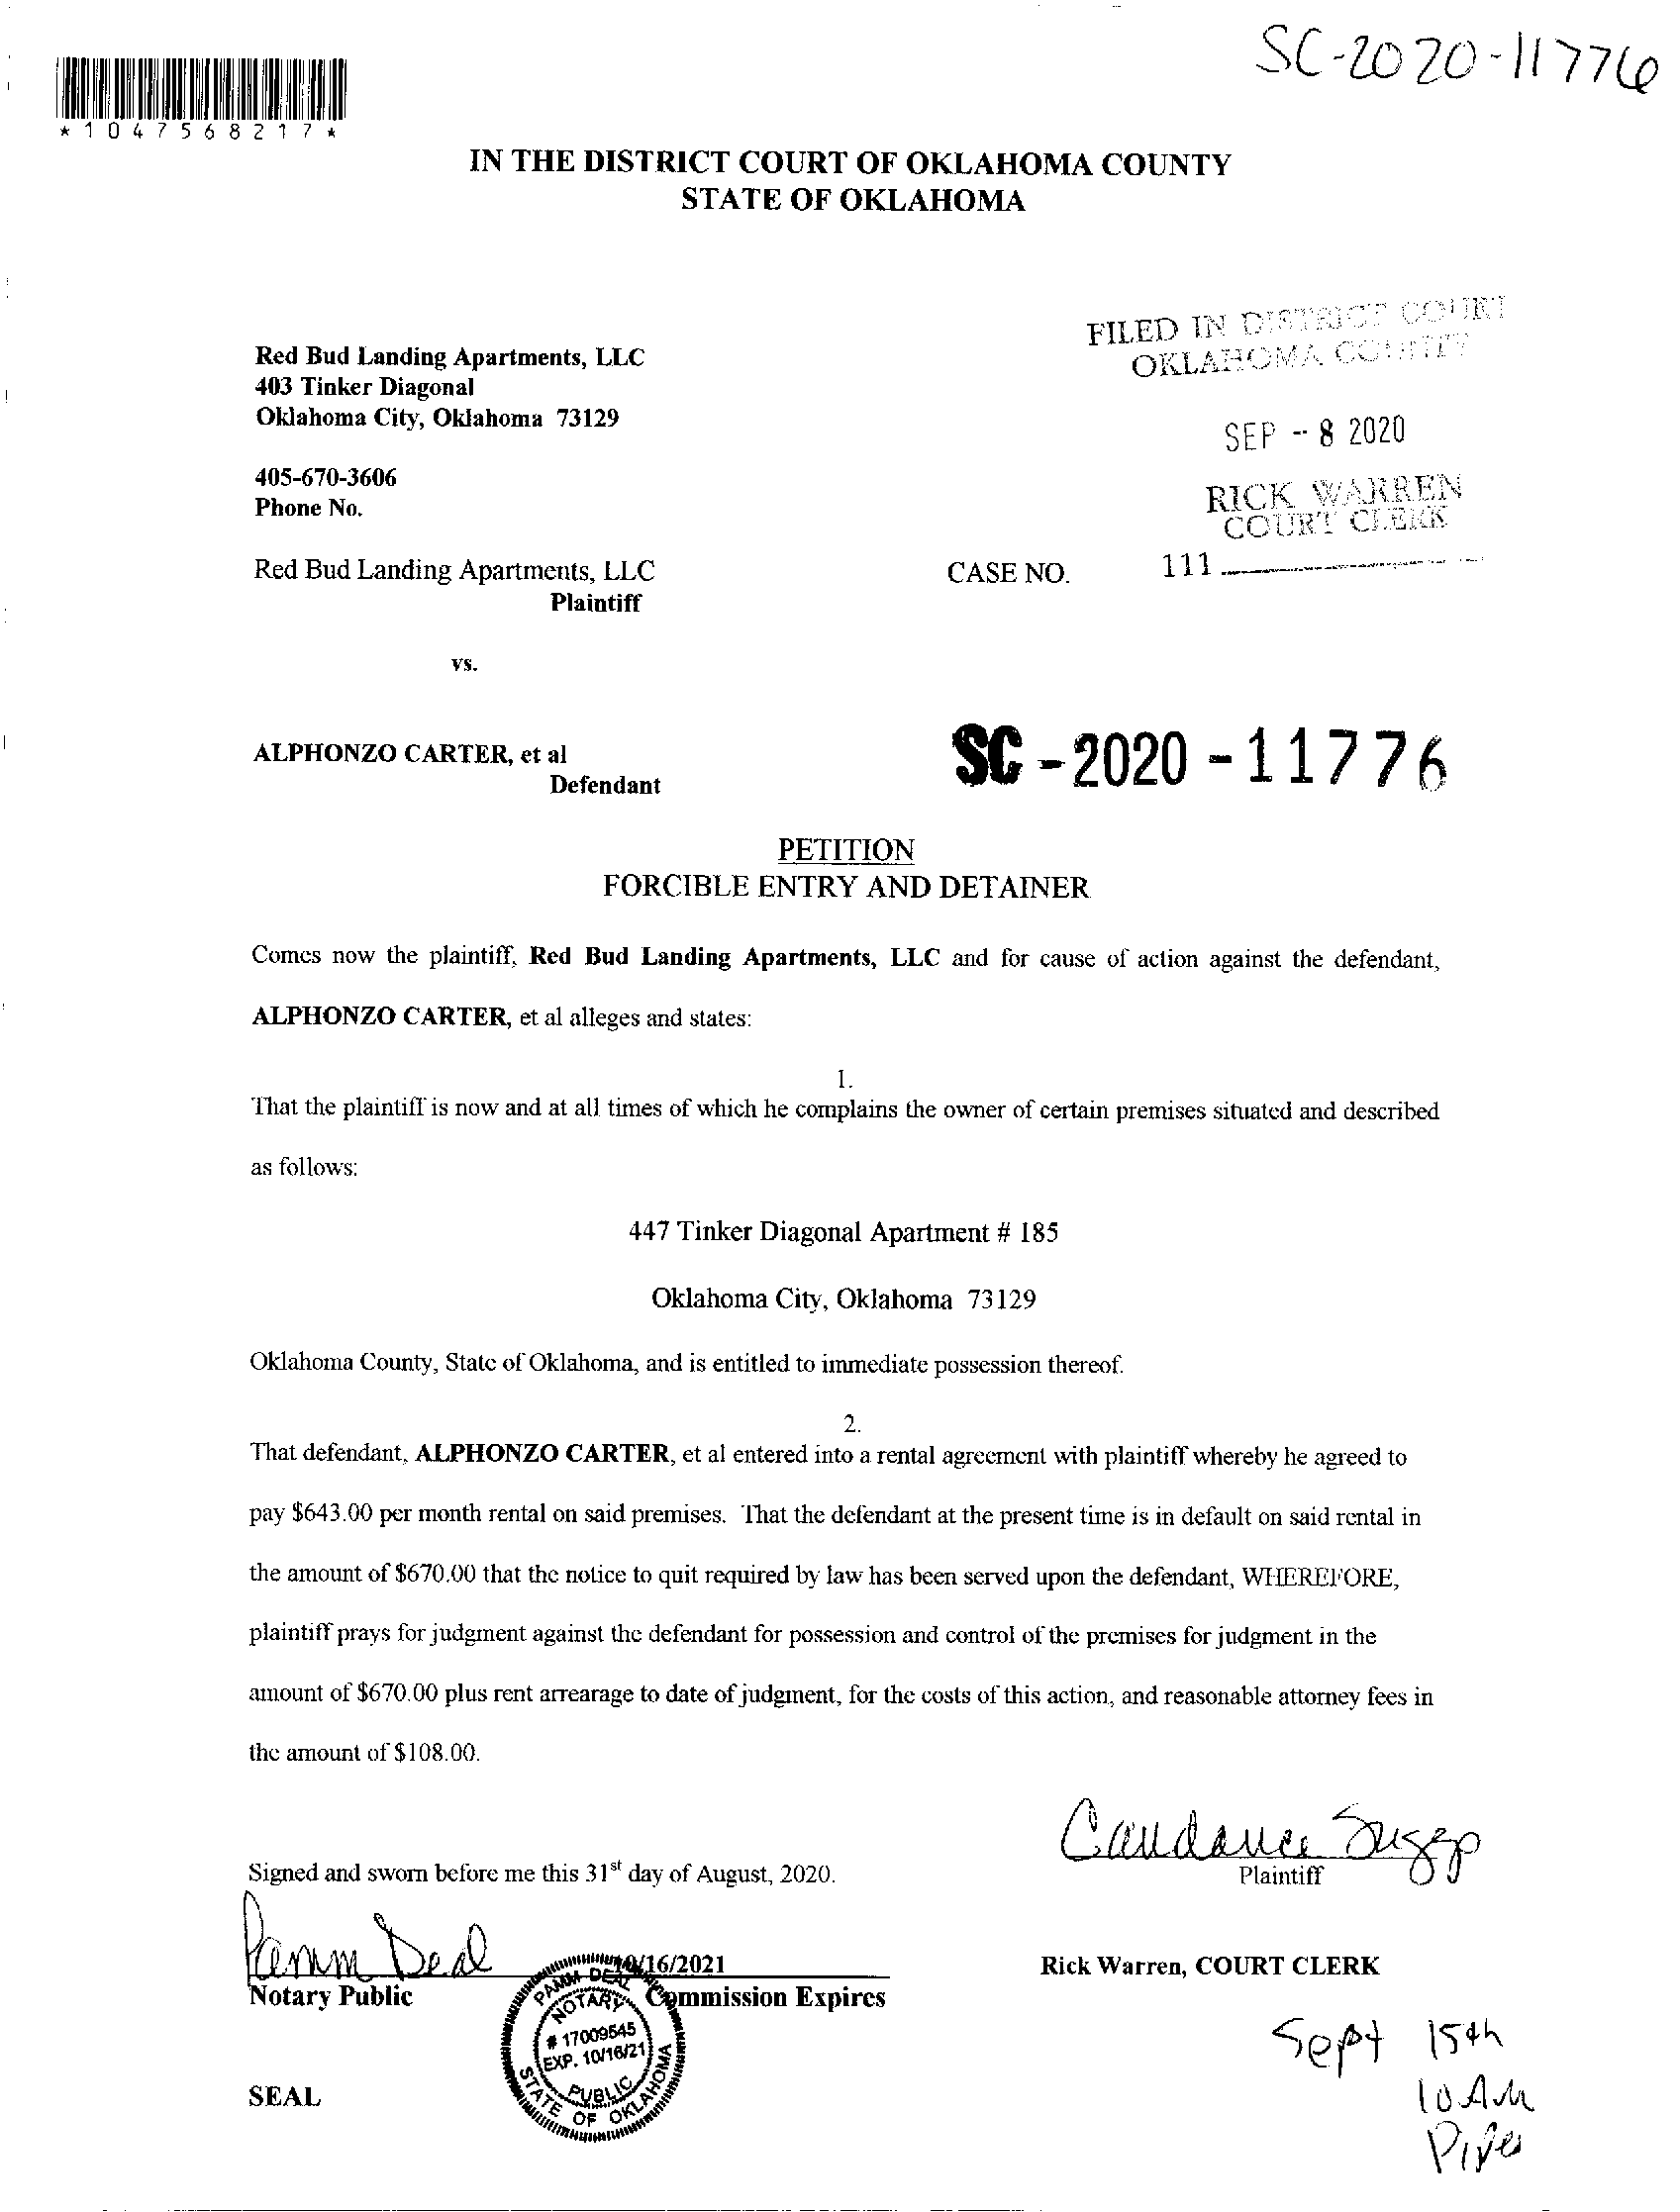 SC-2020-11776
*1047568217*
IN THE DISTRICT COURT OF OKLAHOMA COUNTY
STATE OF OKLAHOMA
FILED IN DISTRICT COURT
OKLAHOMA COUNTY
Red Bud Landing Apartments, LLC
403 Tinker Diagonal
Oklahoma City, Oklahoma 73129
SEP -8 2020
405-670-3606
Phone No.
RICK WARREN
COURT CLERK
Red Bud Landing Apartments, LLC
CASE NO.
111
Plaintiff
vs.
ALPHONZO CARTER, et al
Defendant
SC-2020-11776
PETITION
FORCIBLE ENTRY AND DETAINER
Comes now the plaintiff, Red Bud Landing Apartments, LLC and for cause of action against the defendant,
ALPHONZO CARTER, et al alleges and states:
1.
That the plaintiff is now and at all times of which he complains the owner of certain premises situated and described
as follows:
447 Tinker Diagonal Apartment # 185
Oklahoma City, Oklahoma 73129
Oklahoma County, State of Oklahoma, and is entitled to immediate possession thereof.
2.
That defendant, ALPHONZO CARTER, et al entered into a rental agreement with plaintiff whereby he agreed to
pay $643.00 per month rental on said premises. That the defendant at the present time is in default on said rental in
the amount of $670.00 that the notice to quit required by law has been served upon the defendant, WHEREFORE,
plaintiff prays for judgment against the defendant for possession and control of the premises for judgment in the
amount of $670.00 plus rent arrearage to date of judgment, for the costs of this action, and reasonable attorney fees in
the amount of $108.00.
Candance
Plaintiff
Signed and sworn before me this 31st day of August, 2020.
Pamm Deal
10/16/2021
Notary Public
Commission Expires
Rick Warren, COURT CLERK
PAMM DEAL
NOTARY
# 17009545
EXP. 10/16/21
PUBLIC
STATE OF OKLAHOMA
SEAL
Sept 15th
10 AM